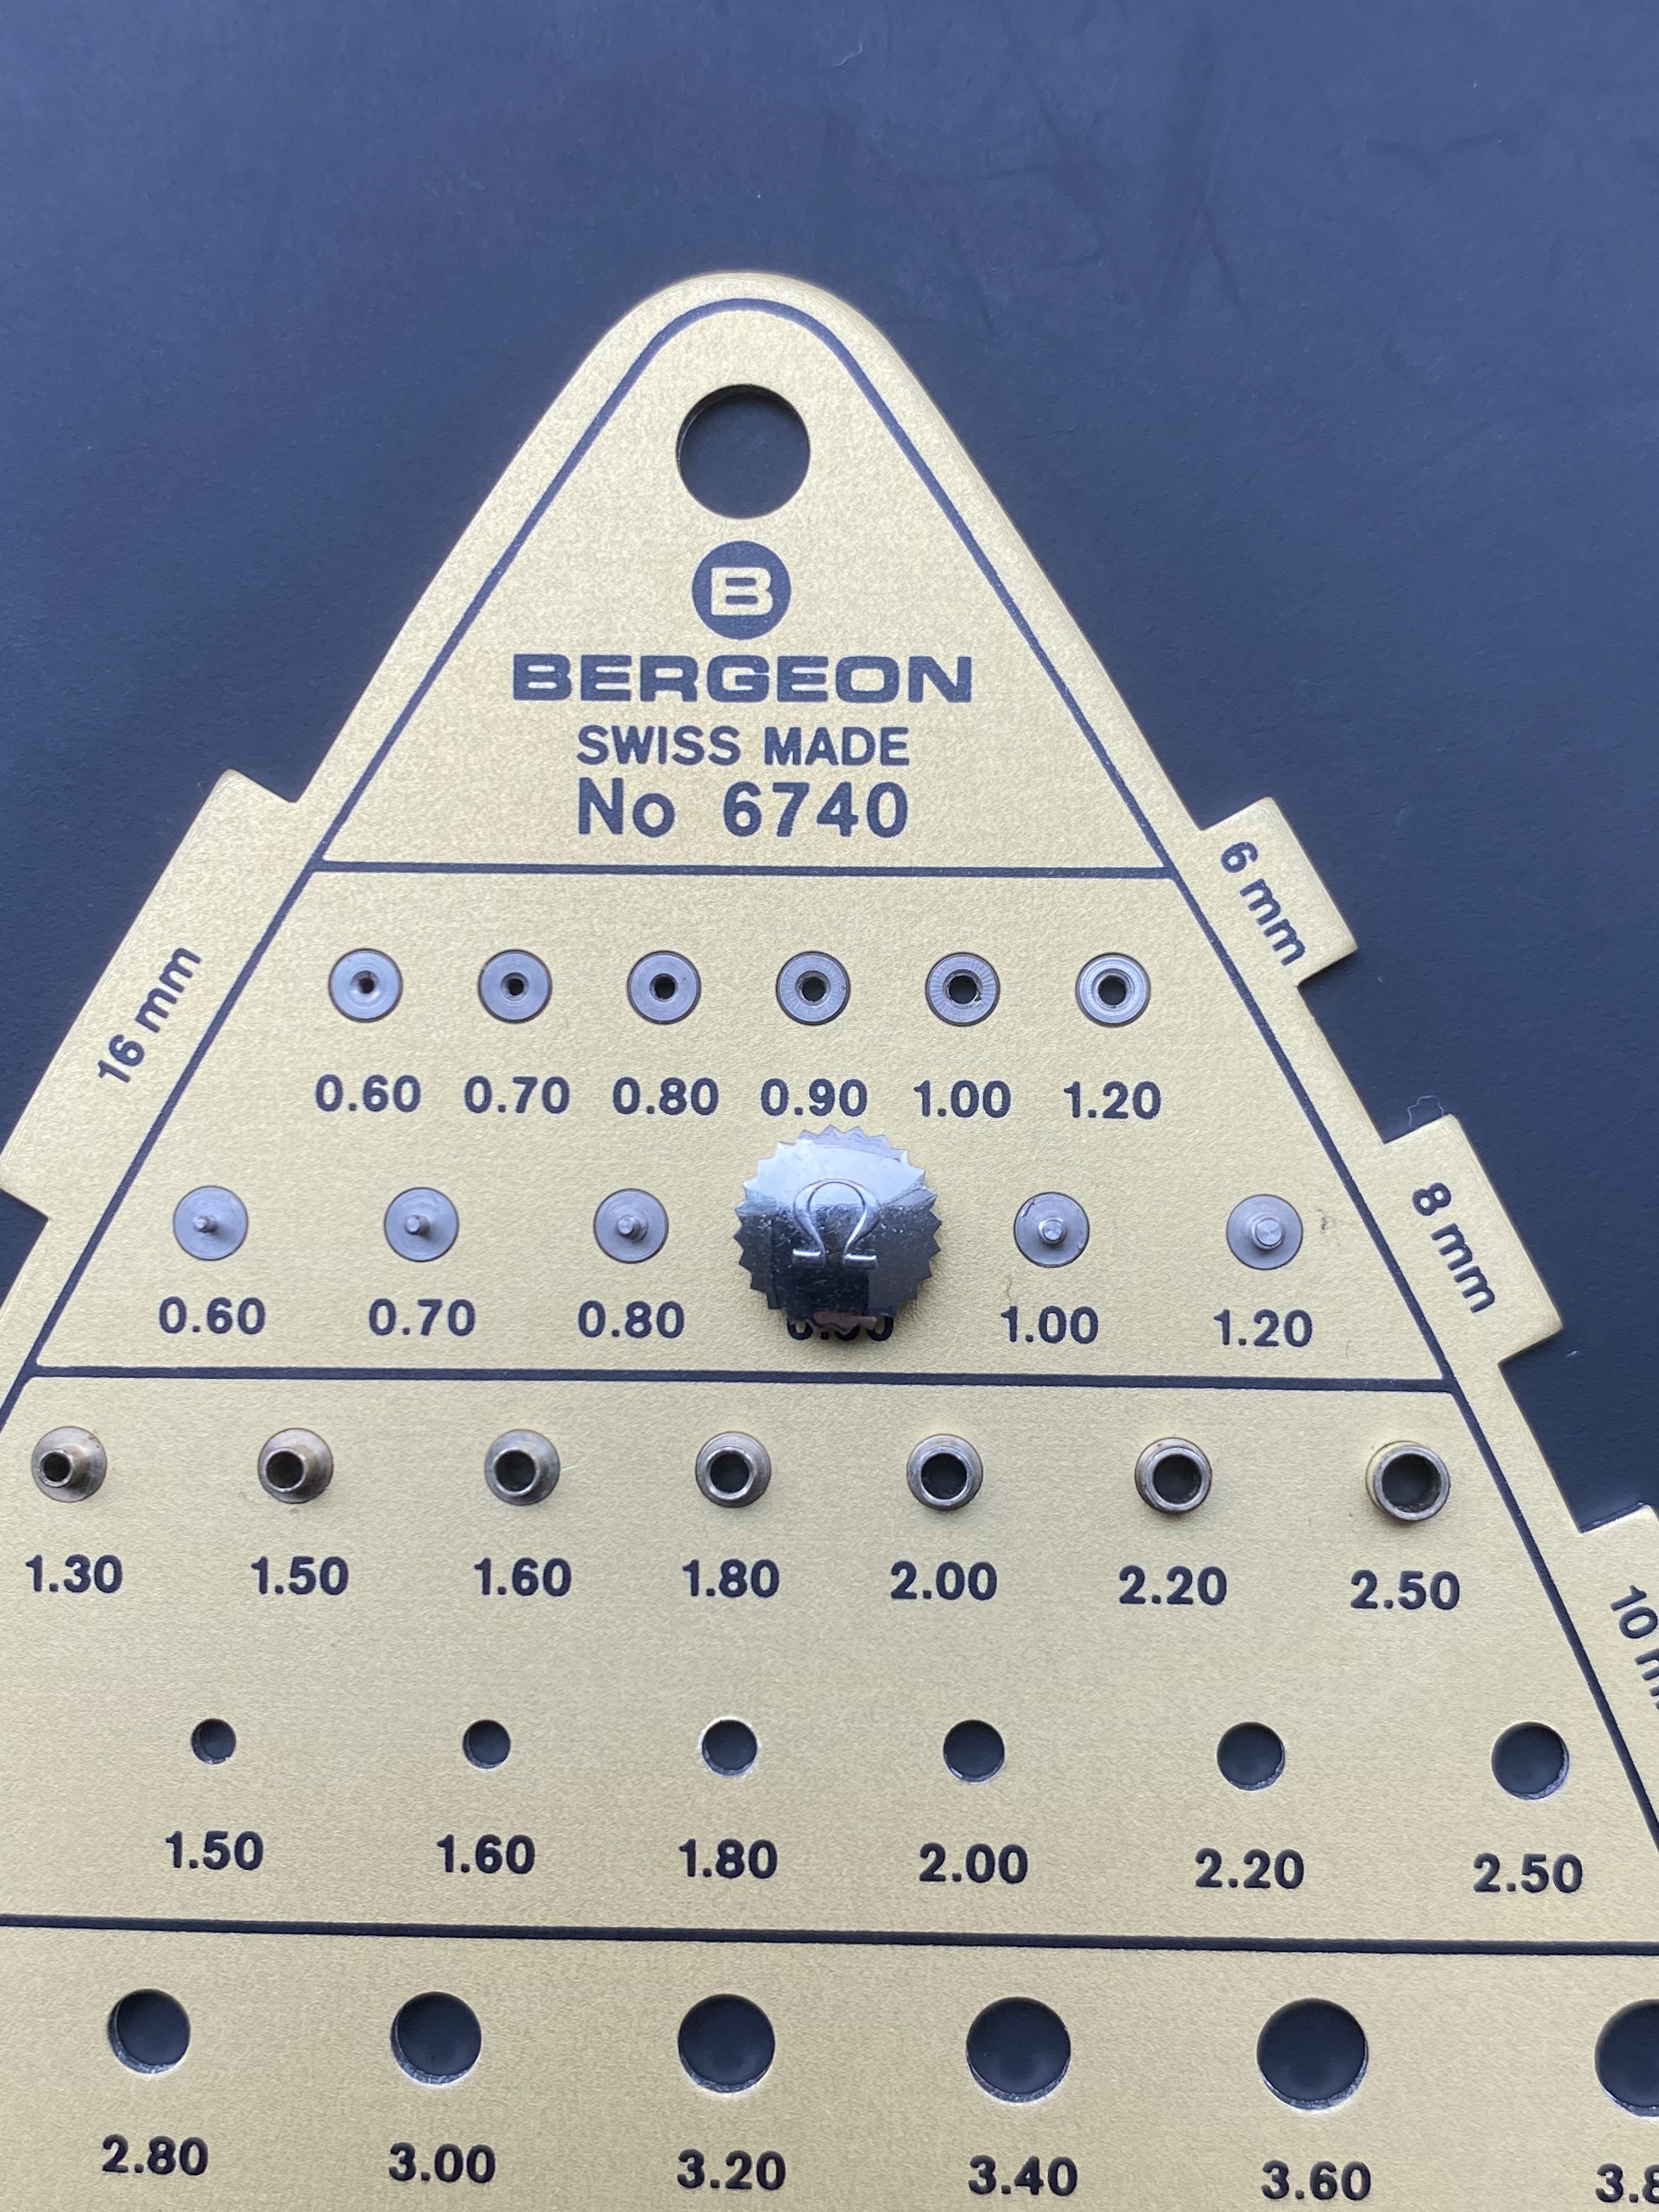 B
BERGEON
SWISS MADE
No 6740
16 mm
6 mm
0.60 0.70 0.80 0.90 1.00 1.20
8 mm
Ω
0.60 0.70 0.80 1.00 1.20
1.30 1.50 1.60 1.80 2.00 2.20 2.50
10
1.50 1.60 1.80 2.00 2.20 2.50
2.80 3.00 3.20 3.40 3.60